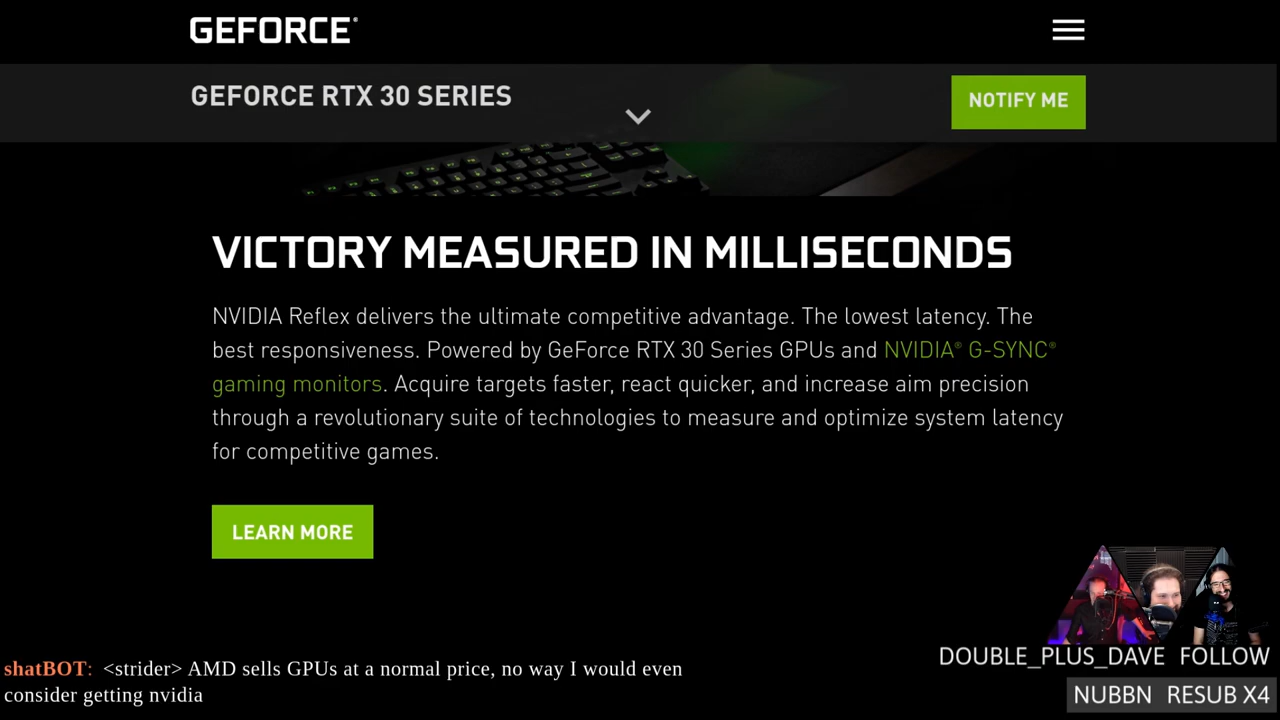 GEFORCE®
GEFORCE RTX 30 SERIES
NOTIFY ME
VICTORY MEASURED IN MILLISECONDS
NVIDIA Reflex delivers the ultimate competitive advantage. The lowest latency. The
best responsiveness. Powered by GeForce RTX 30 Series GPUs and NVIDIA® G-SYNC®
gaming monitors. Acquire targets faster, react quicker, and increase aim precision
through a revolutionary suite of technologies to measure and optimize system latency
for competitive games.
LEARN MORE
shatBOT: <strider> AMD sells GPUs at a normal price, no way I would even
consider getting nvidia
DOUBLE_PLUS_DAVE FOLLOW
NUBBN RESUB X4